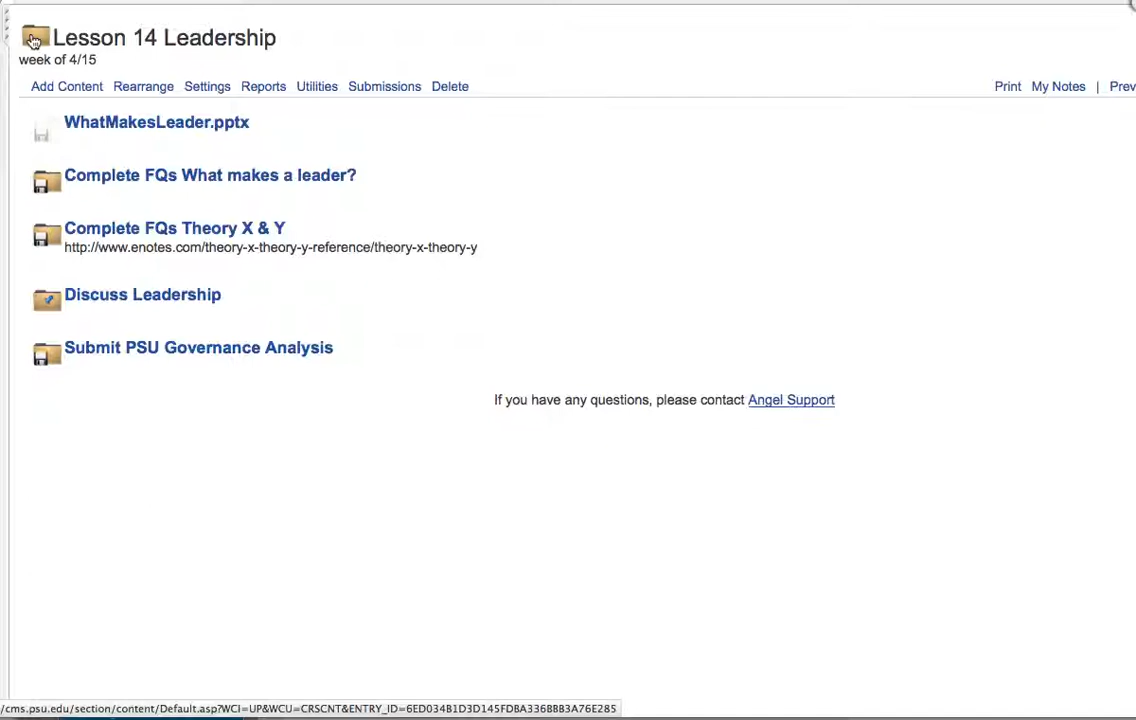 Lesson 14 Leadership
week of 4/15
Add Content Rearrange Settings Reports Utilities Submissions Delete Print My Notes | Prev
WhatMakesLeader.pptx
Complete FQs What makes a leader?
Complete FQs Theory X & Y
http://www.enotes.com/theory-x-theory-y-reference/theory-x-theory-y
Discuss Leadership
Submit PSU Governance Analysis
If you have any questions, please contact Angel Support
/cms.psu.edu/section/content/Default.asp?WCI=UP&WCU=CRSCNT&ENTRY_ID=6ED034B1D3D145FDBA336BBB3A76E285